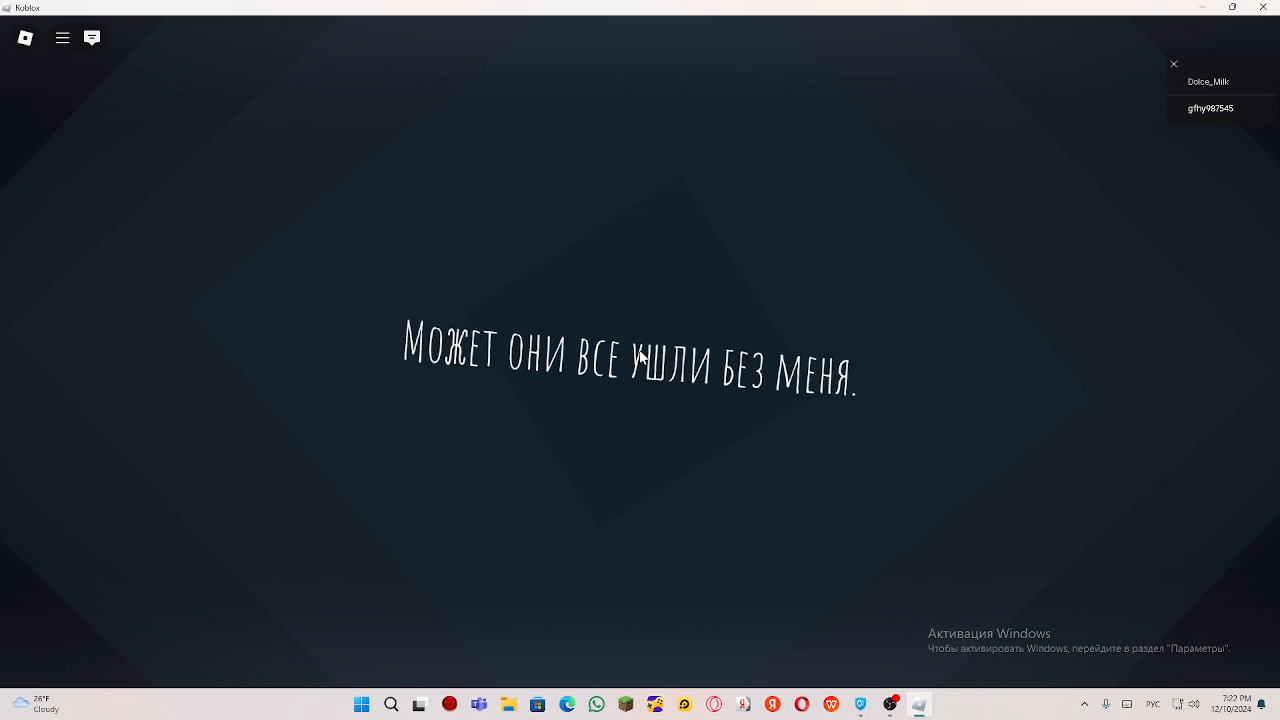 Roblox
Dolce_Milk
gfhy987545
Может они все ушли без меня.
Активация Windows
Чтобы активировать Windows, перейдите в раздел "Параметры".
26°F
Cloudy
РУС
7:22 PM
12/10/2024